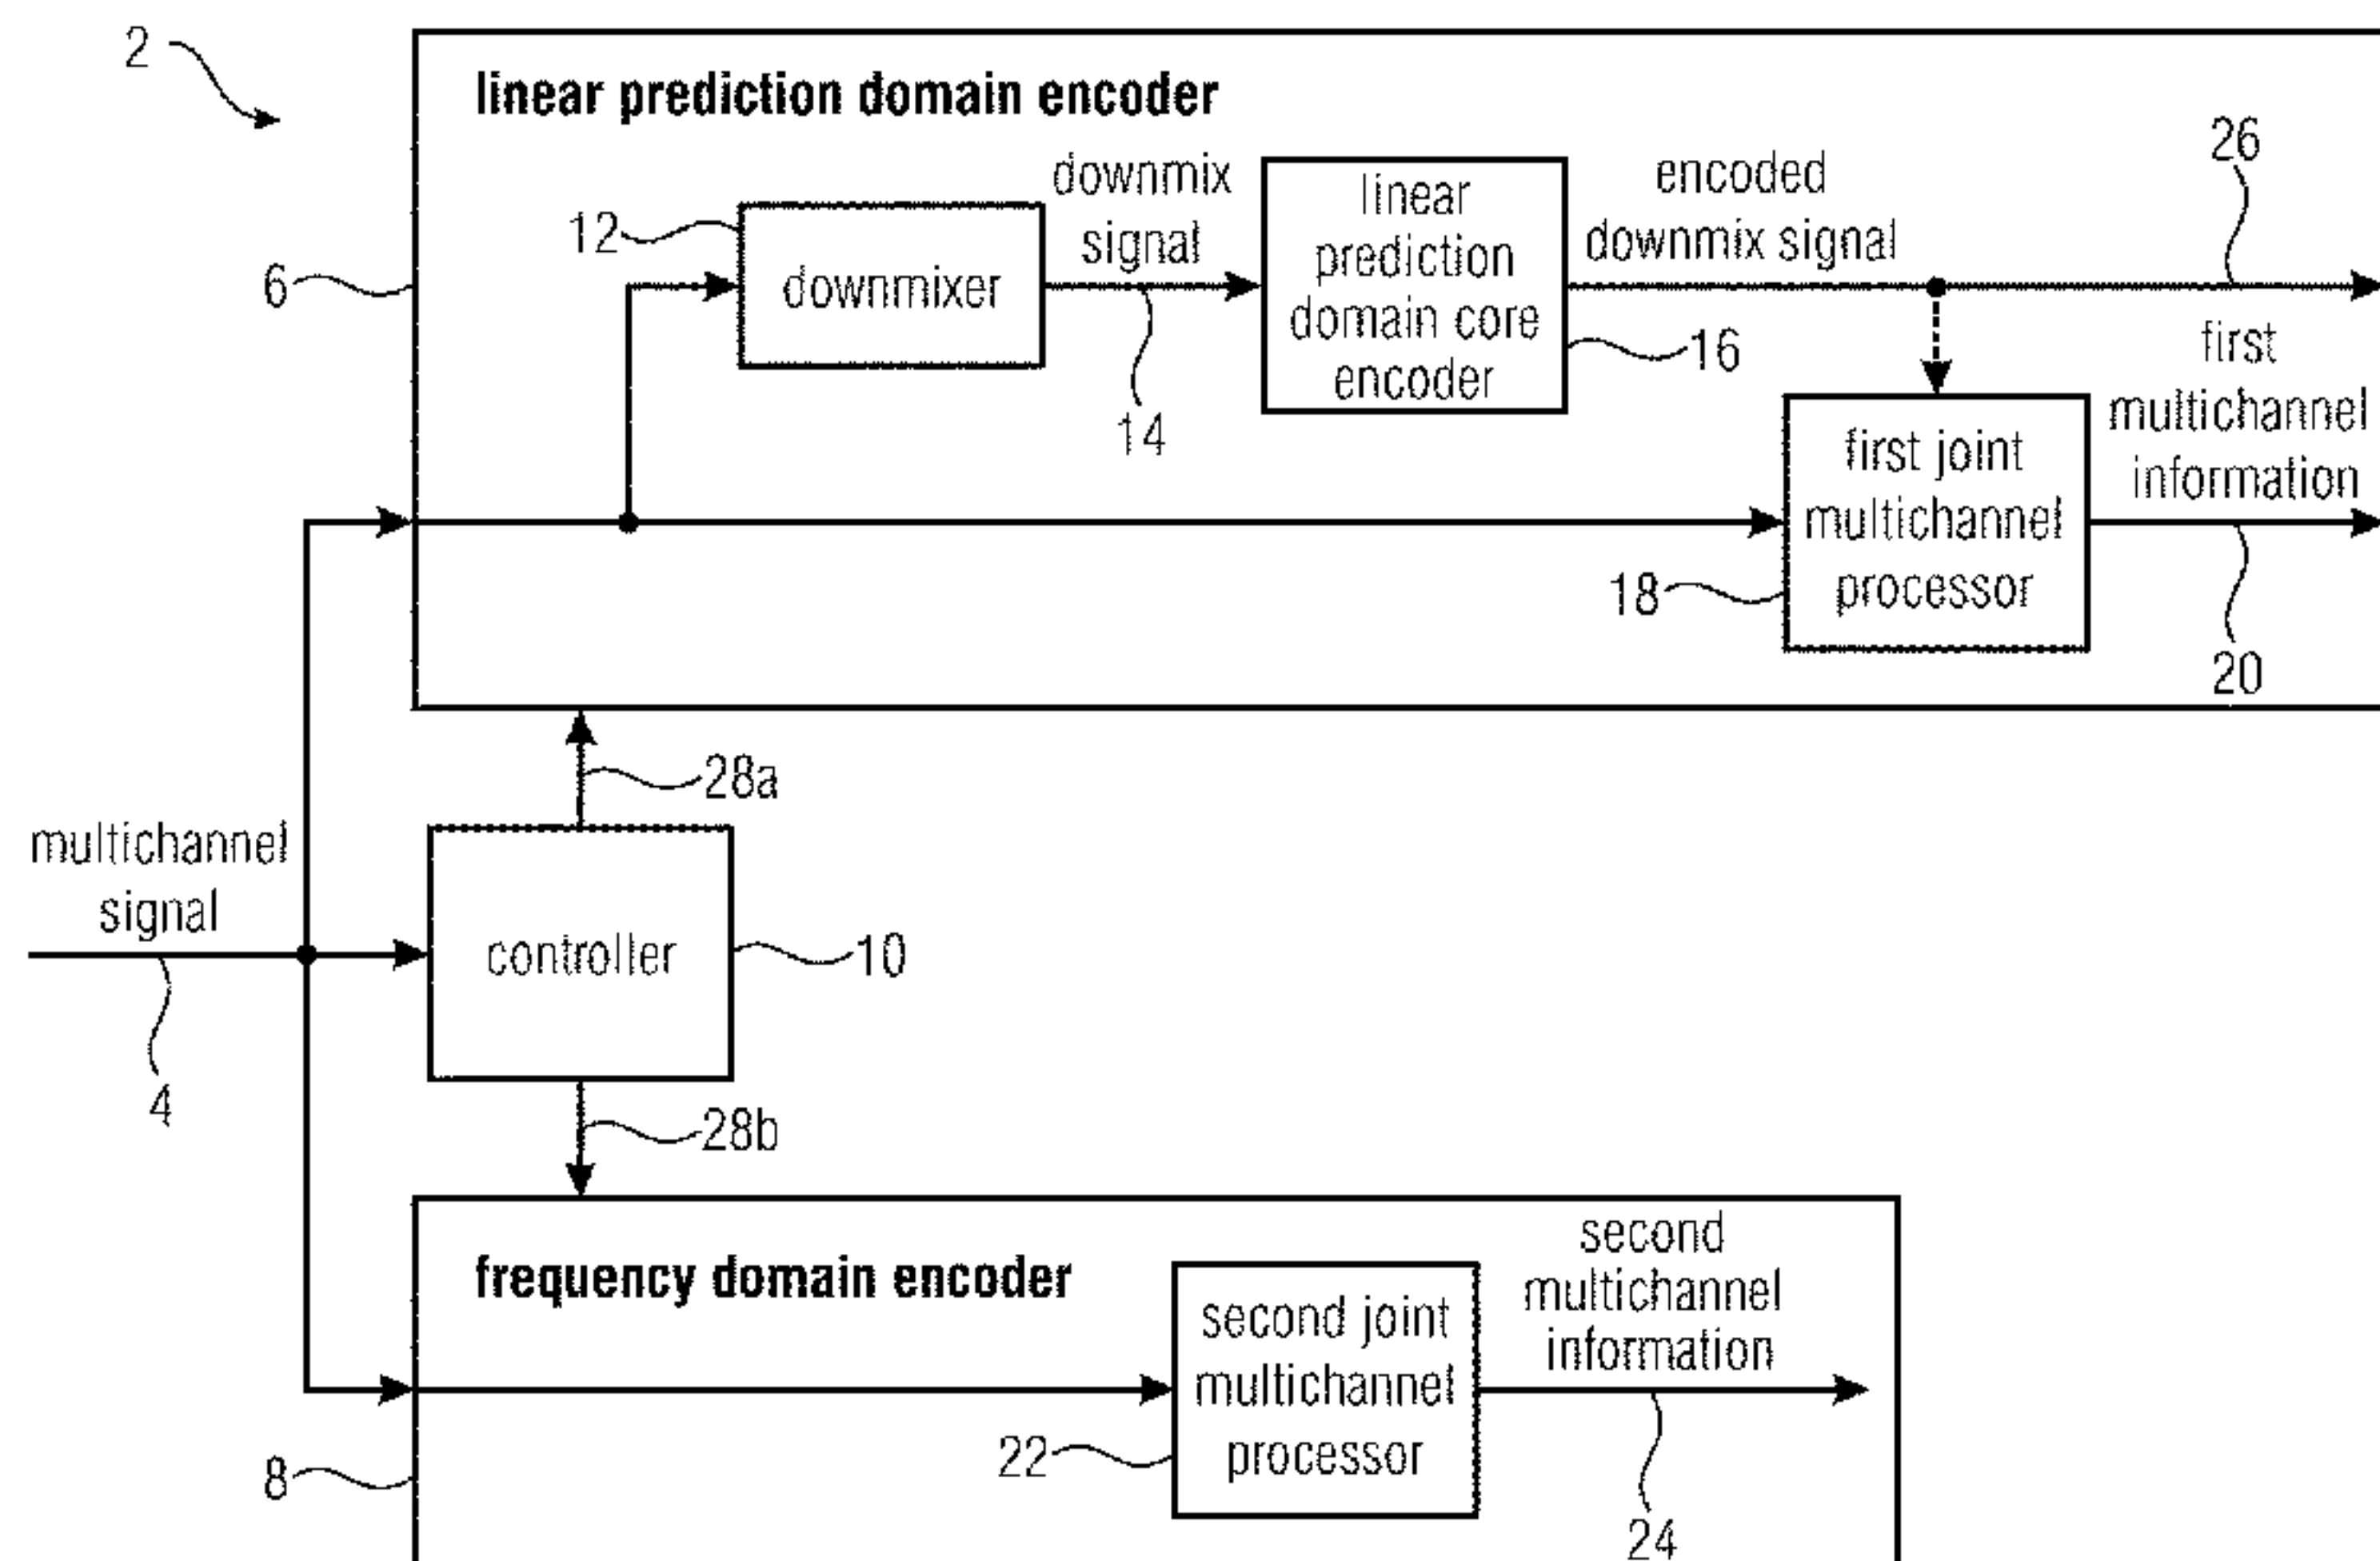 2
linear prediction domain encoder
26
downmix
signal
linear
prediction
domain core
encoder
encoded
downmix signal
12
downmixer
6
16
first
multichannel
information
14
first joint
multichannel
processor
18
20
28a
multichannel
signal
controller
10
4
28b
frequency domain encoder
second joint
multichannel
processor
second
multichannel
information
22
8
24